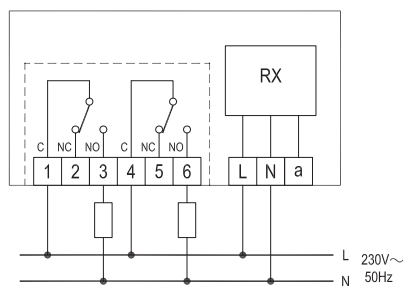 RX
C NC NO C NC NO
1 2 3 4 5 6 L N a
L 230V~
N 50Hz